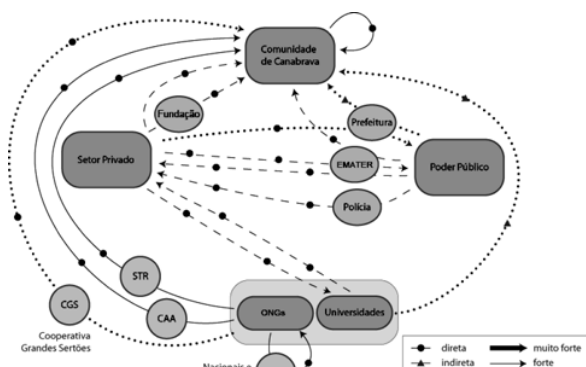 Comunidade
de Canabrava
Fundação
Prefeitura
Setor Privado
EMATER
Poder Público
Polícia
STR
CGS
CAA
ONGs
Universidades
Cooperativa
Grandes Sertões
Nacionais e
direta
muito forte
indireta
forte